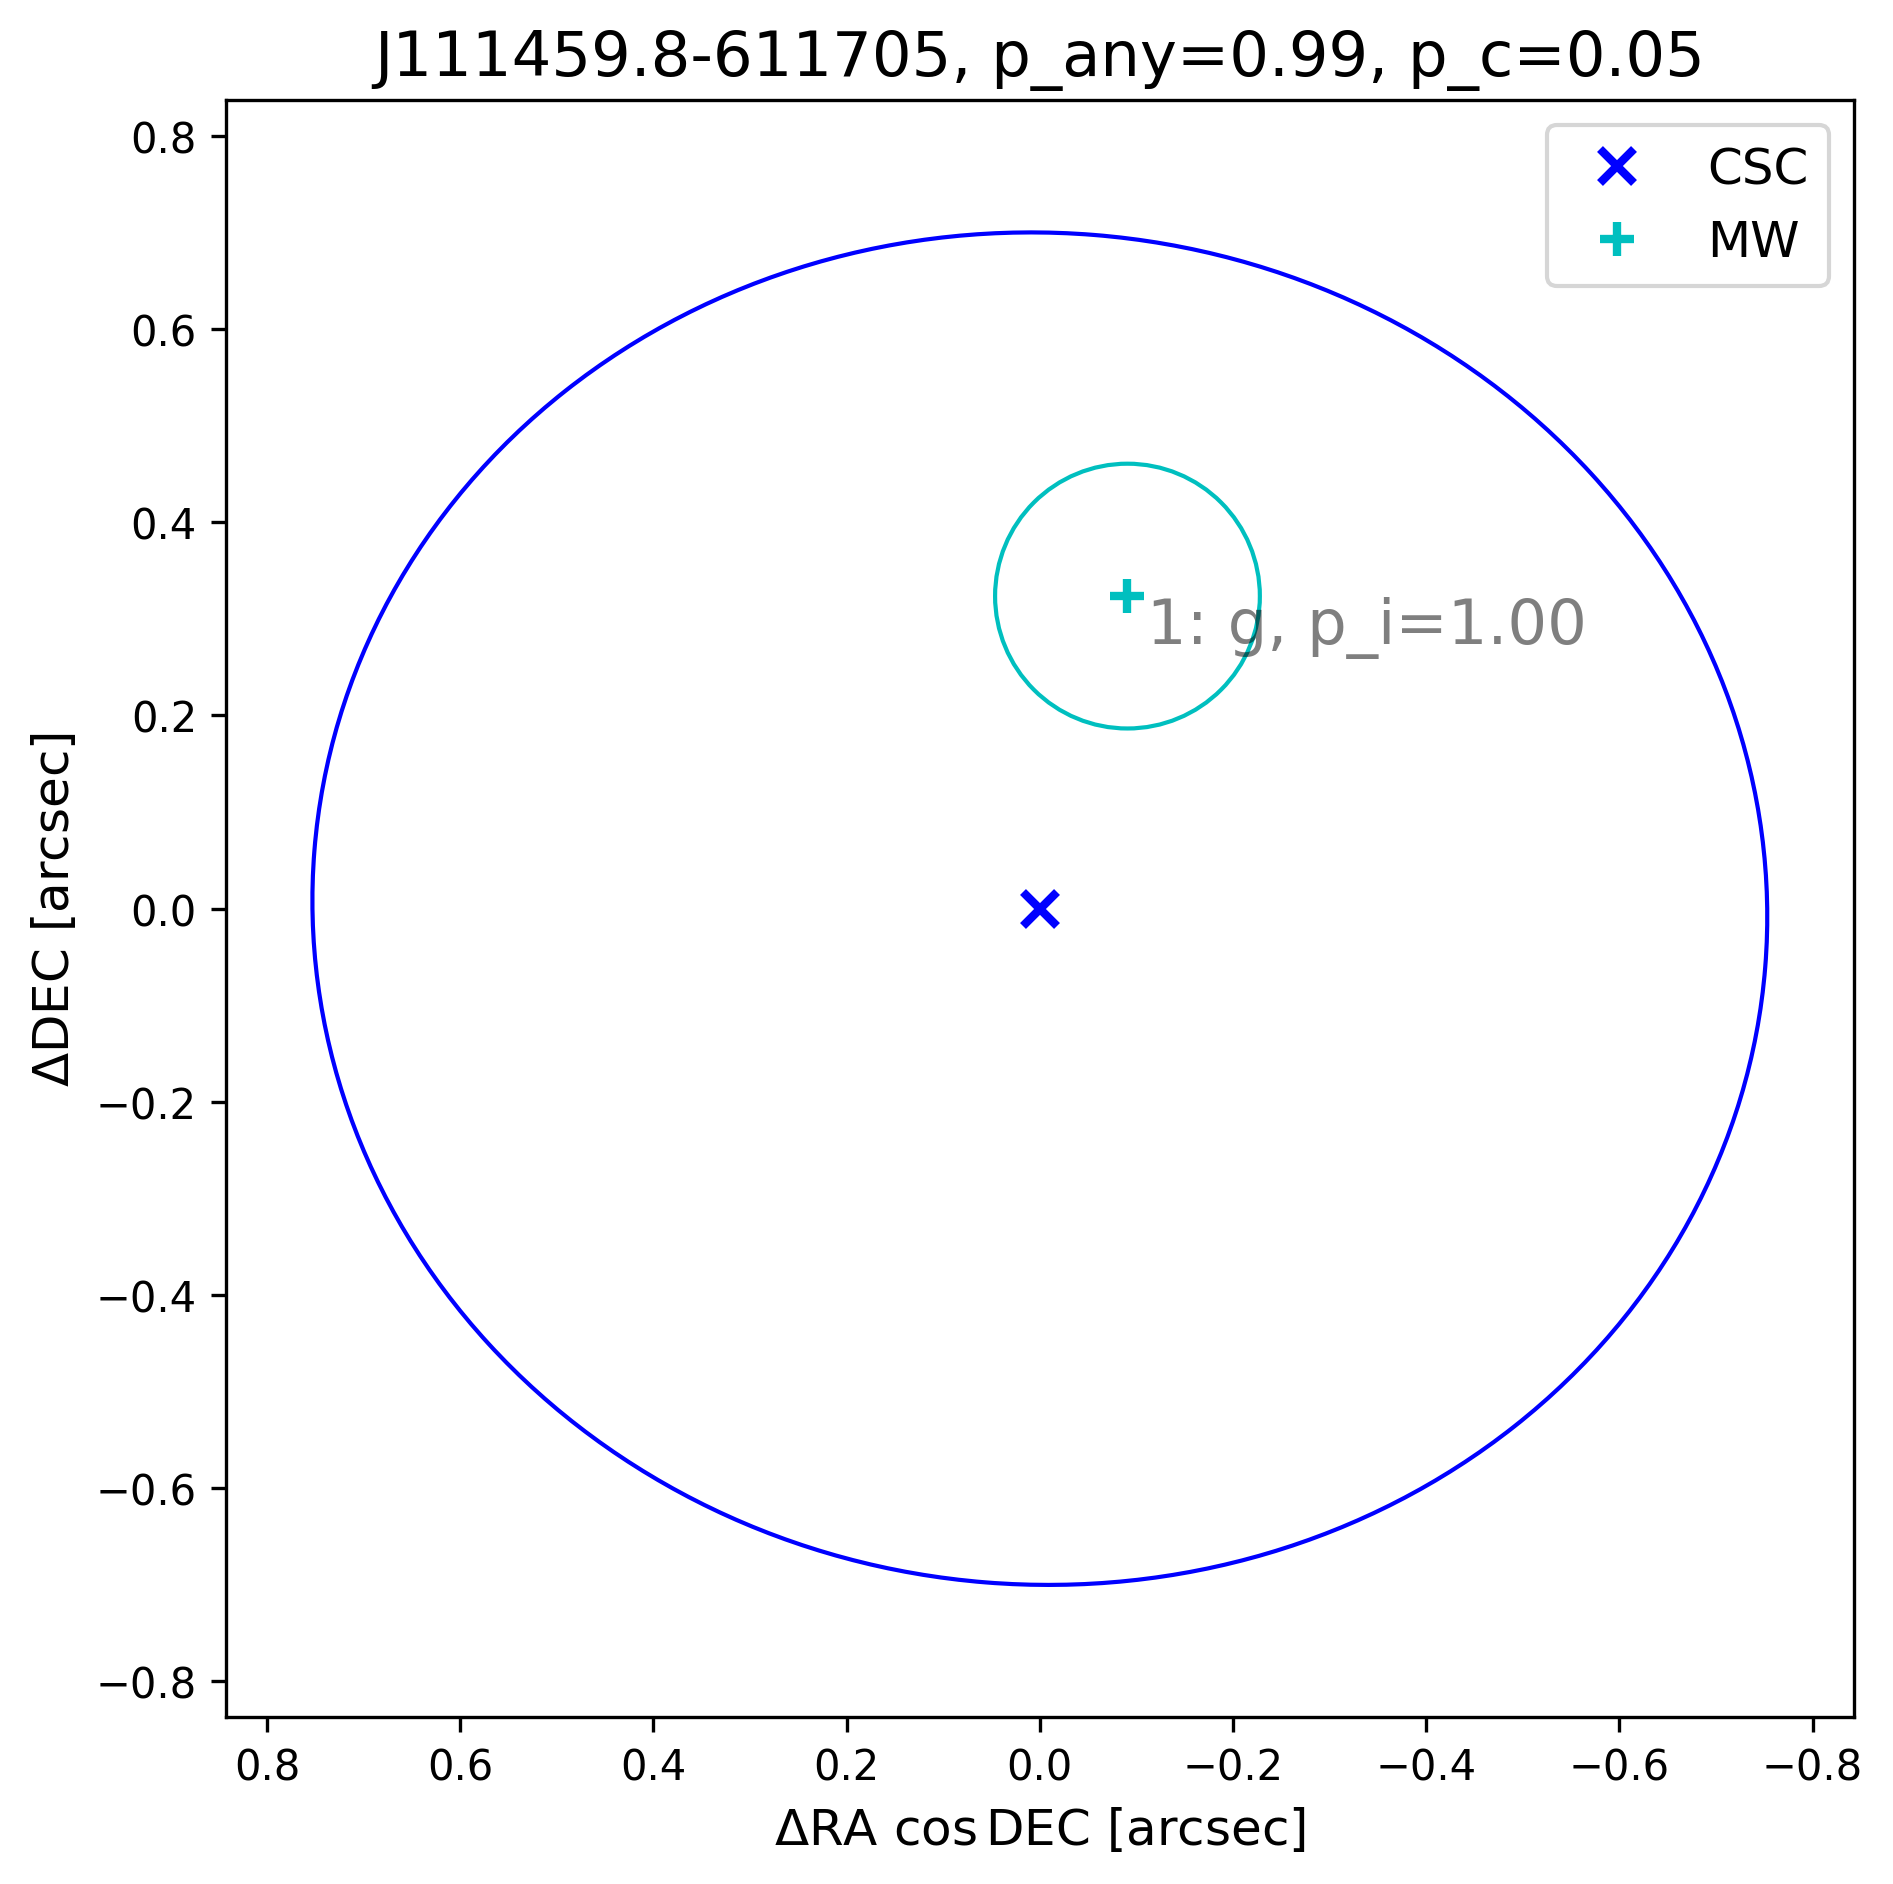 J111459.8-611705, p_any=0.99, p_c=0.05
CSC
MW
1: g, p_i=1.00
ΔDEC [arcsec]
0.8
0.6
0.4
0.2
0.0
−0.2
−0.4
−0.6
−0.8
0.8 0.6 0.4 0.2 0.0 −0.2 −0.4 −0.6 −0.8
ΔRA cos DEC [arcsec]